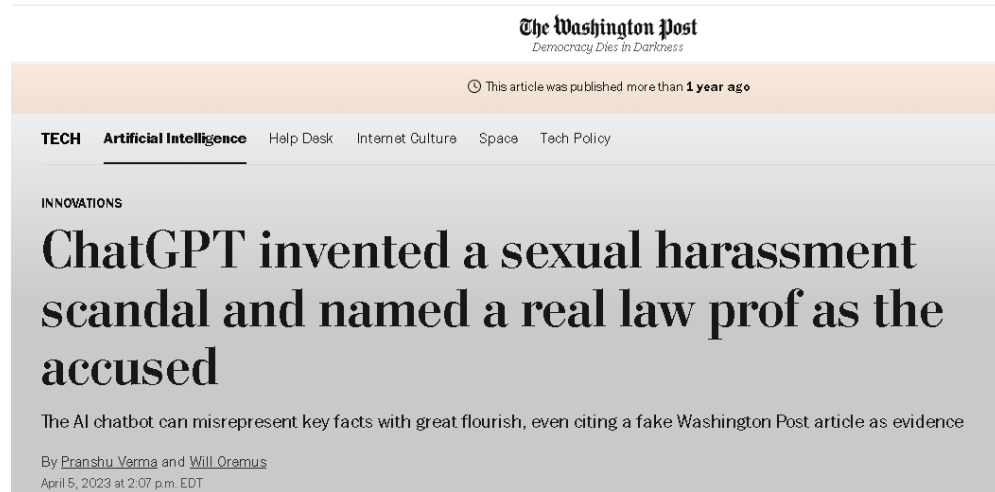 The Washington Post
Democracy Dies in Darkness
This article was published more than 1 year ago
TECH Artificial Intelligence Help Desk Internet Culture Space Tech Policy
INNOVATIONS
ChatGPT invented a sexual harassment
scandal and named a real law prof as the
accused
The AI chatbot can misrepresent key facts with great flourish, even citing a fake Washington Post article as evidence
By Pranshu Verma and Will Oremus
April 5, 2023 at 2:07 p.m. EDT